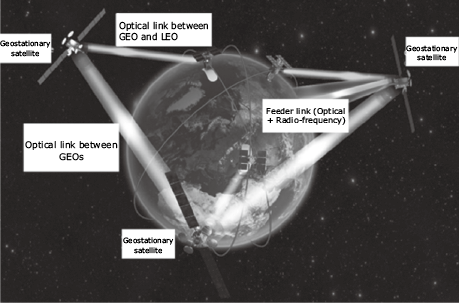 Optical link between
GEO and LEO
Geostationary
satellite
Geostationary
satellite
Feeder link (Optical
+ Radio-frequency)
Optical link between
GEOs
Geostationary
satellite